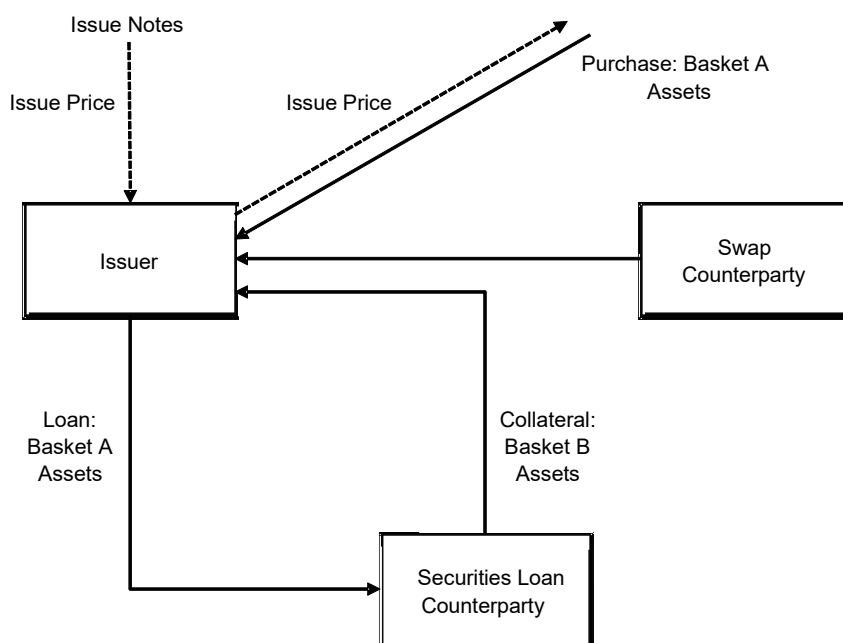 Issue Notes
Issue Price
Issue Price
Purchase: Basket A
Assets
Issuer
Swap
Counterparty
Loan:
Basket A
Assets
Collateral:
Basket B
Assets
Securities Loan
Counterparty